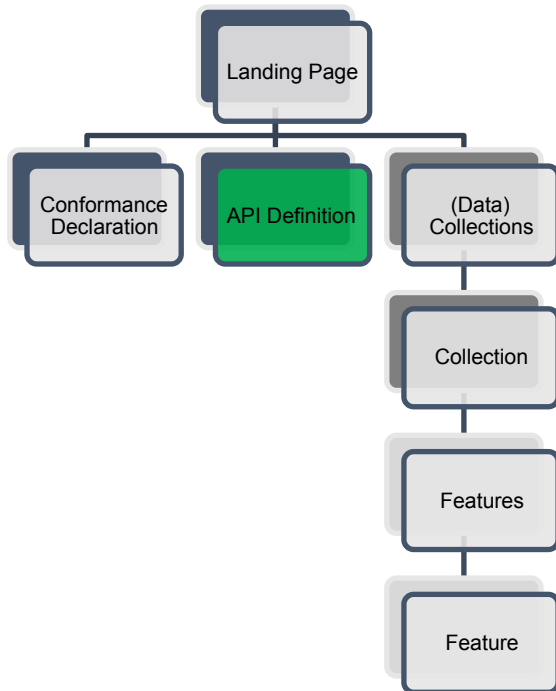 Landing Page
Conformance
Declaration
API Definition
(Data)
Collections
Collection
Features
Feature